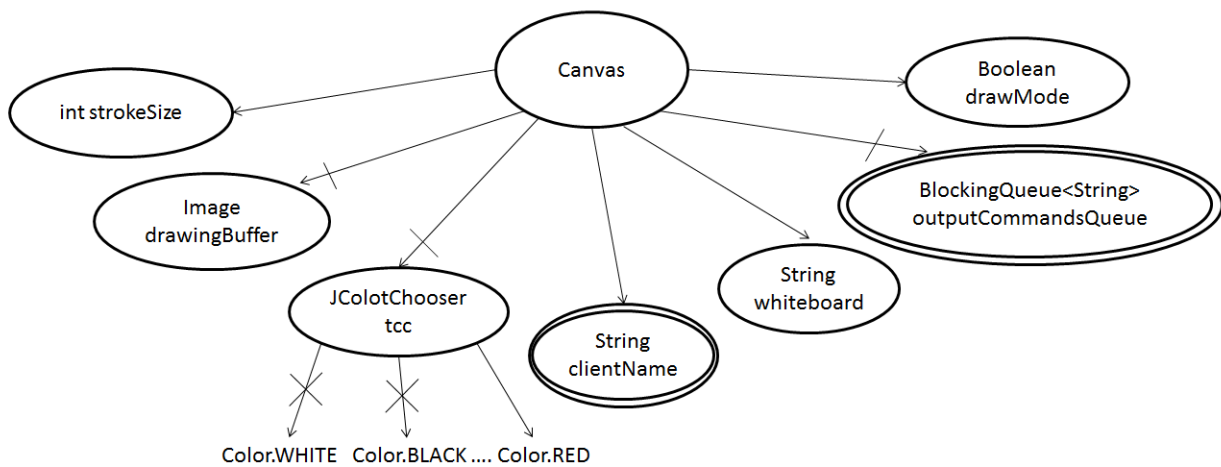 Canvas
Boolean
drawMode
int strokeSize
Image
drawingBuffer
BlockingQueue<String>
outputCommandsQueue
JColotChooser
tcc
String
whiteboard
String
clientName
Color.WHITE Color.BLACK .... Color.RED